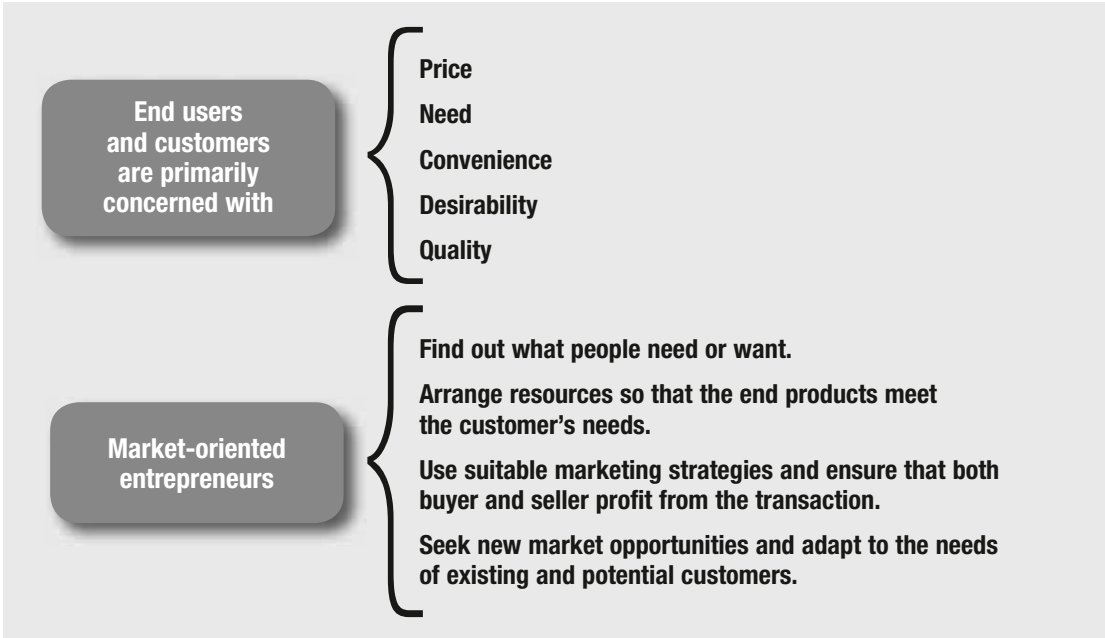 End users
and customers
are primarily
concerned with
Price
Need
Convenience
Desirability
Quality
Market-oriented
entrepreneurs
Find out what people need or want.
Arrange resources so that the end products meet
the customer’s needs.
Use suitable marketing strategies and ensure that both
buyer and seller profit from the transaction.
Seek new market opportunities and adapt to the needs
of existing and potential customers.